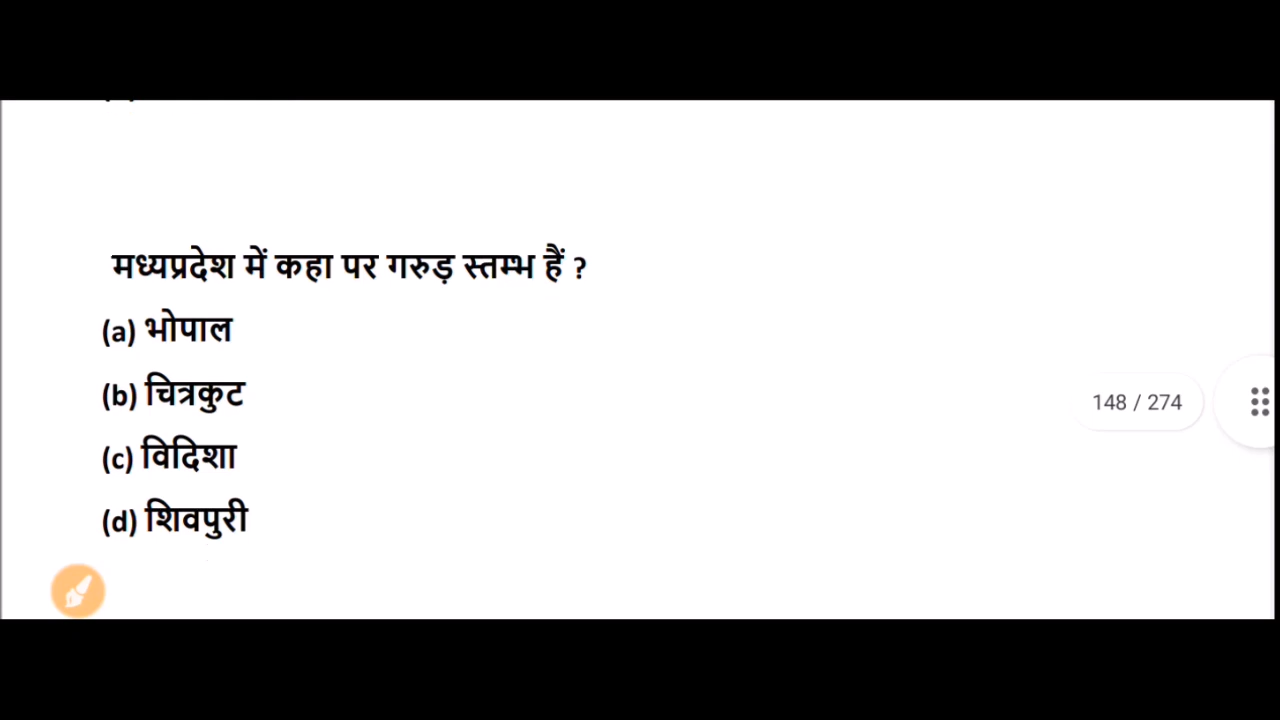 मध्यप्रदेश में कहा पर गरुड़ स्तम्भ हैं ?
(a) भोपाल
(b) चित्रकुट
148 / 274
(c) विदिशा
(d) शिवपुरी